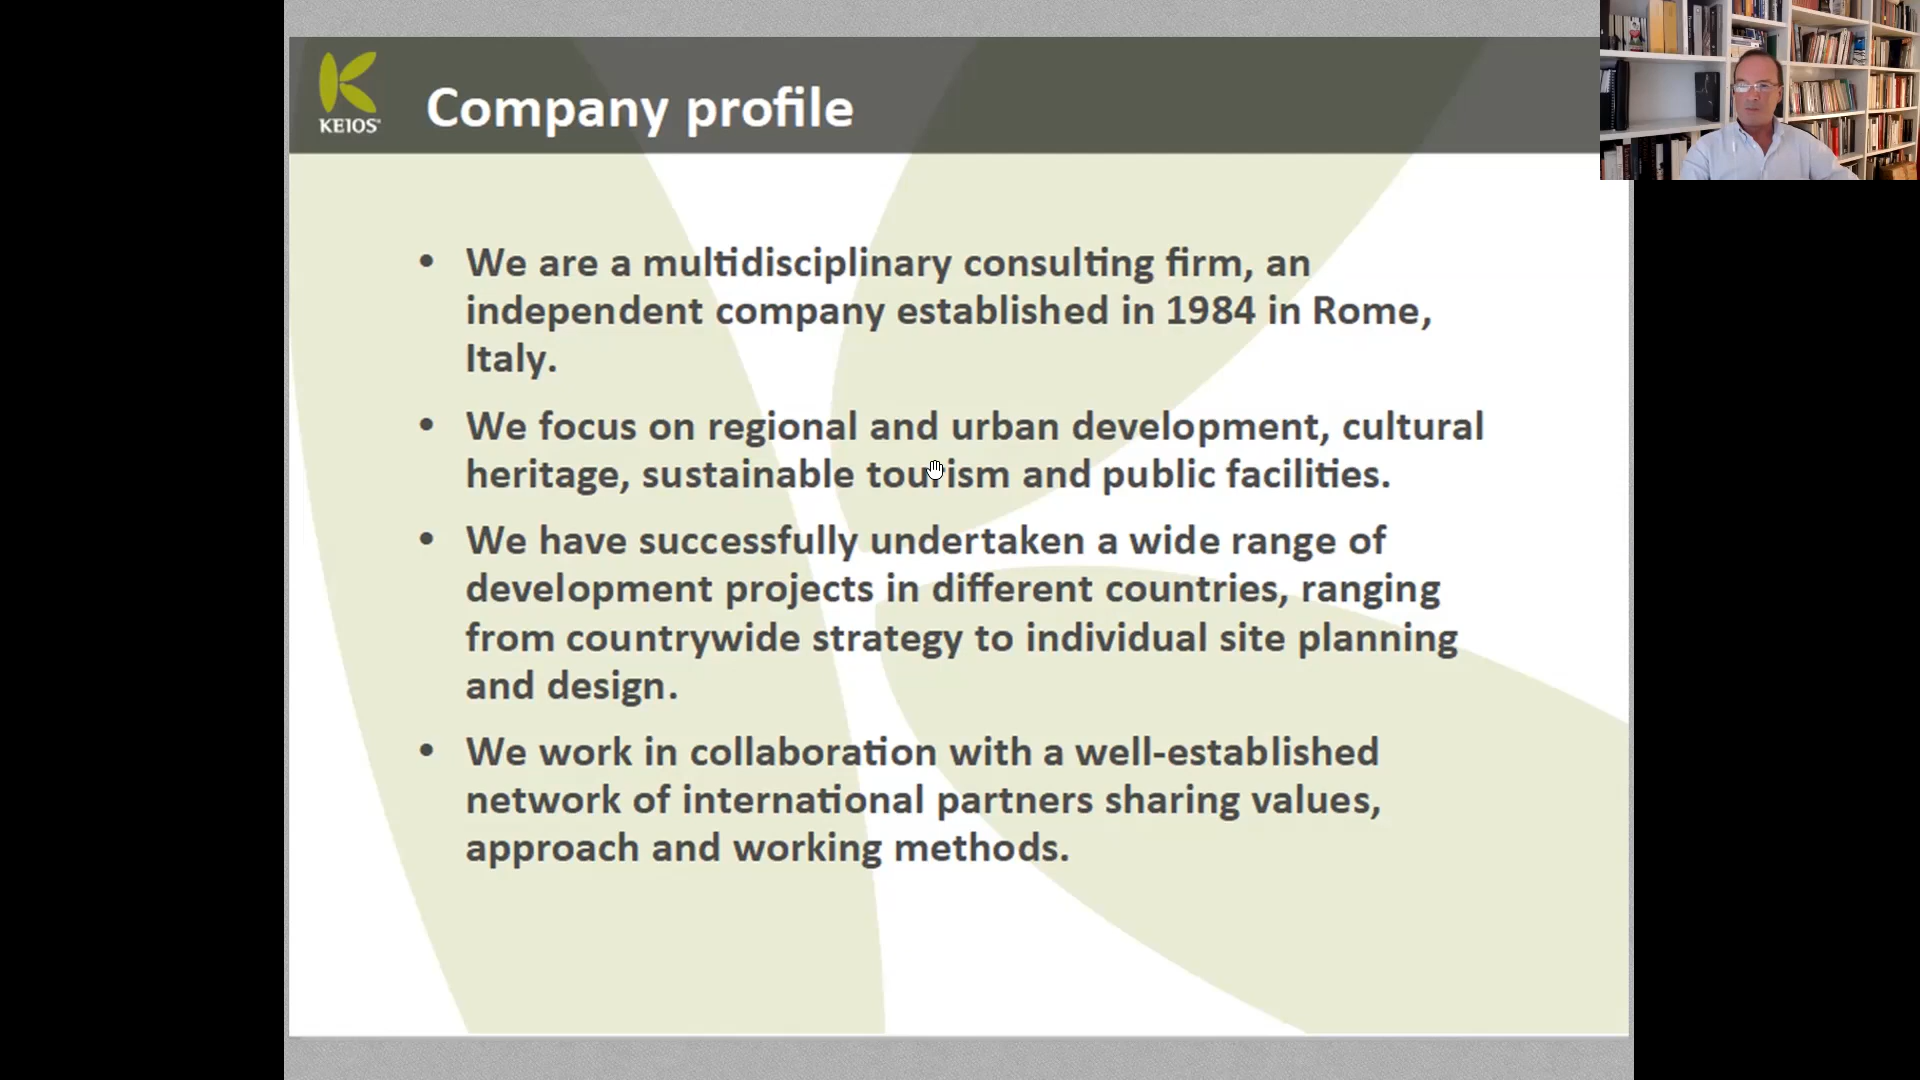 KEIOS
Company profile
• We are a multidisciplinary consulting firm, an
independent company established in 1984 in Rome,
Italy.
• We focus on regional and urban development, cultural
heritage, sustainable tourism and public facilities.
• We have successfully undertaken a wide range of
development projects in different countries, ranging
from countrywide strategy to individual site planning
and design.
• We work in collaboration with a well-established
network of international partners sharing values,
approach and working methods.